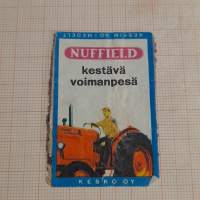 NUFFIELD
kestävä
voimanpesä
KESKO OY